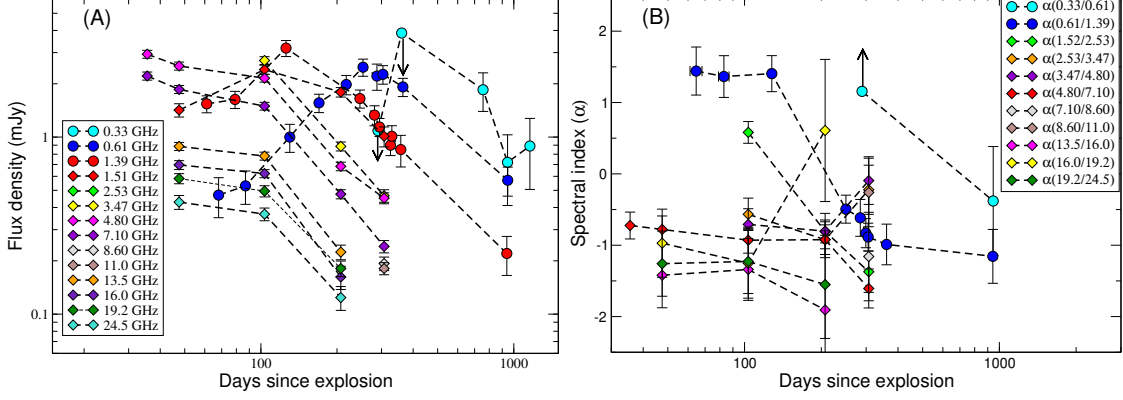 (A)
Flux density (mJy)
1
0.1
100
1000
Days since explosion
0.33 GHz
0.61 GHz
1.39 GHz
1.51 GHz
2.53 GHz
3.47 GHz
4.80 GHz
7.10 GHz
8.60 GHz
11.0 GHz
13.5 GHz
16.0 GHz
19.2 GHz
24.5 GHz
(B)
Spectral index (α)
2
1
0
-1
-2
100
1000
Days since explosion
α(0.33/0.61)
α(0.61/1.39)
α(1.52/2.53)
α(2.53/3.47)
α(3.47/4.80)
α(4.80/7.10)
α(7.10/8.60)
α(8.60/11.0)
α(13.5/16.0)
α(16.0/19.2)
α(19.2/24.5)